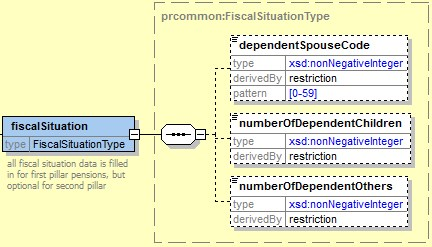 prcommon:FiscalSituationType
dependentSpouseCode
type xsd:nonNegativeInteger
derivedBy restriction
pattern [0-59]
fiscalSituation
type FiscalSituationType
all fiscal situation data is filled
in for first pillar pensions, but
optional for second pillar
numberOfDependentChildren
type xsd:nonNegativeInteger
derivedBy restriction
numberOfDependentOthers
type xsd:nonNegativeInteger
derivedBy restriction